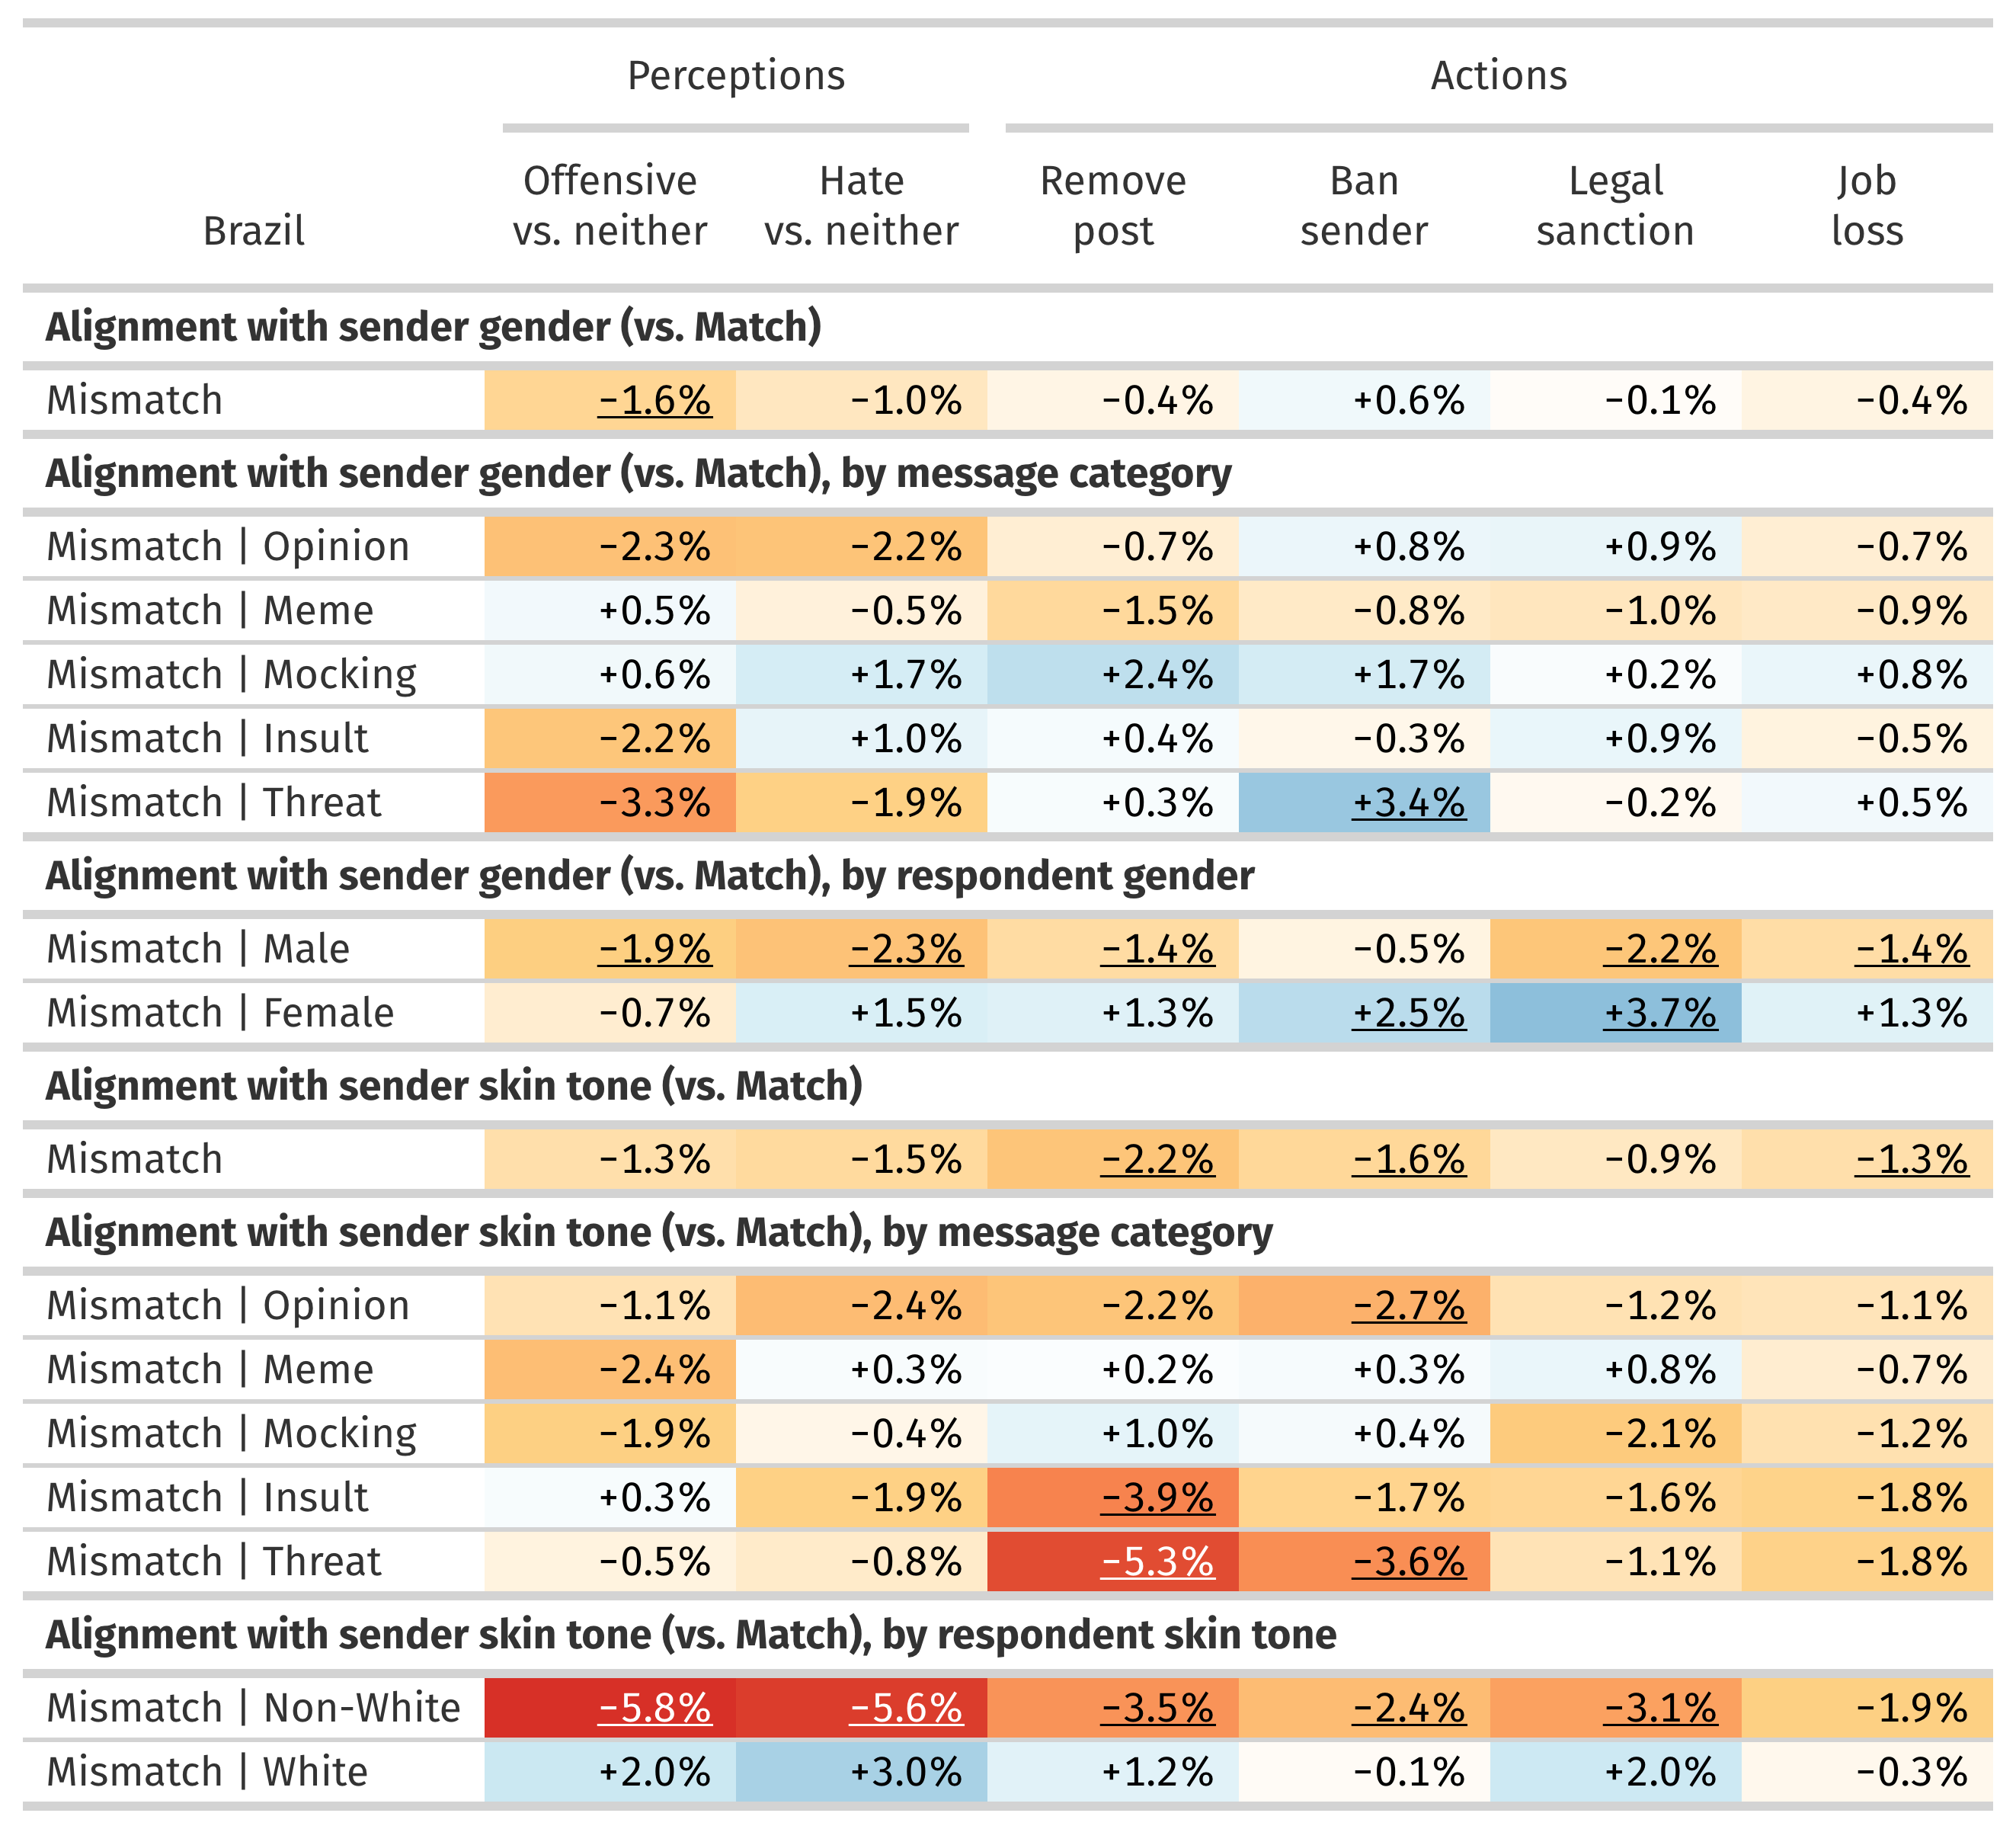 Perceptions Actions
Offensive Hate Remove Ban Legal Job
Brazil vs. neither vs. neither post sender sanction loss
Alignment with sender gender (vs. Match)
Mismatch −1.6% −1.0% −0.4% +0.6% −0.1% −0.4%
Alignment with sender gender (vs. Match), by message category
Mismatch | Opinion −2.3% −2.2% −0.7% +0.8% +0.9% −0.7%
Mismatch | Meme +0.5% −0.5% −1.5% −0.8% −1.0% −0.9%
Mismatch | Mocking +0.6% +1.7% +2.4% +1.7% +0.2% +0.8%
Mismatch | Insult −2.2% +1.0% +0.4% −0.3% +0.9% −0.5%
Mismatch | Threat −3.3% −1.9% +0.3% +3.4% −0.2% +0.5%
Alignment with sender gender (vs. Match), by respondent gender
Mismatch | Male −1.9% −2.3% −1.4% −0.5% −2.2% −1.4%
Mismatch | Female −0.7% +1.5% +1.3% +2.5% +3.7% +1.3%
Alignment with sender skin tone (vs. Match)
Mismatch −1.3% −1.5% −2.2% −1.6% −0.9% −1.3%
Alignment with sender skin tone (vs. Match), by message category
Mismatch | Opinion −1.1% −2.4% −2.2% −2.7% −1.2% −1.1%
Mismatch | Meme −2.4% +0.3% +0.2% +0.3% +0.8% −0.7%
Mismatch | Mocking −1.9% −0.4% +1.0% +0.4% −2.1% −1.2%
Mismatch | Insult +0.3% −1.9% −3.9% −1.7% −1.6% −1.8%
Mismatch | Threat −0.5% −0.8% −5.3% −3.6% −1.1% −1.8%
Alignment with sender skin tone (vs. Match), by respondent skin tone
Mismatch | Non-White −5.8% −5.6% −3.5% −2.4% −3.1% −1.9%
Mismatch | White +2.0% +3.0% +1.2% −0.1% +2.0% −0.3%